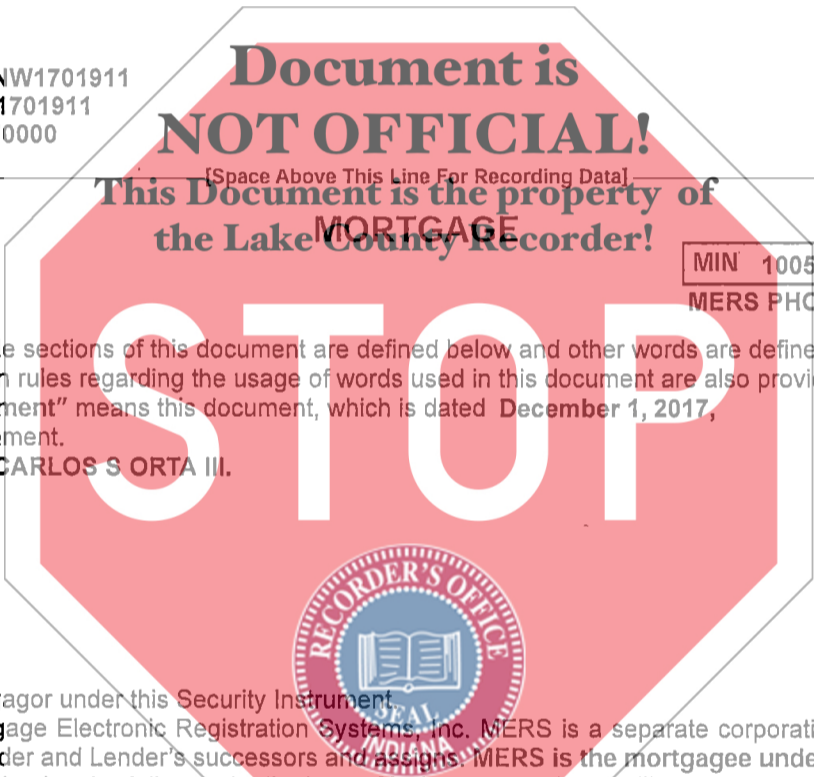 Document is
NW1701911
1701911
NOT OFFICIAL!
0000
[Space Above This Line For Recording Data]
This Document is the property of
MORTGAGE
the Lake County Recorder!
MIN 1005
MERS PHO
STOP
e sections of this document are defined below and other words are define
n rules regarding the usage of words used in this document are also provi
ment" means this document, which is dated December 1, 2017,
ement.
CARLOS S ORTA III.
RECORDER'S OFFICE
SEAL
INDIANA
agor under this Security Instrument.
gage Electronic Registration Systems, Inc. MERS is a separate corporati
der and Lender's successors and assigns. MERS is the mortgagee unde